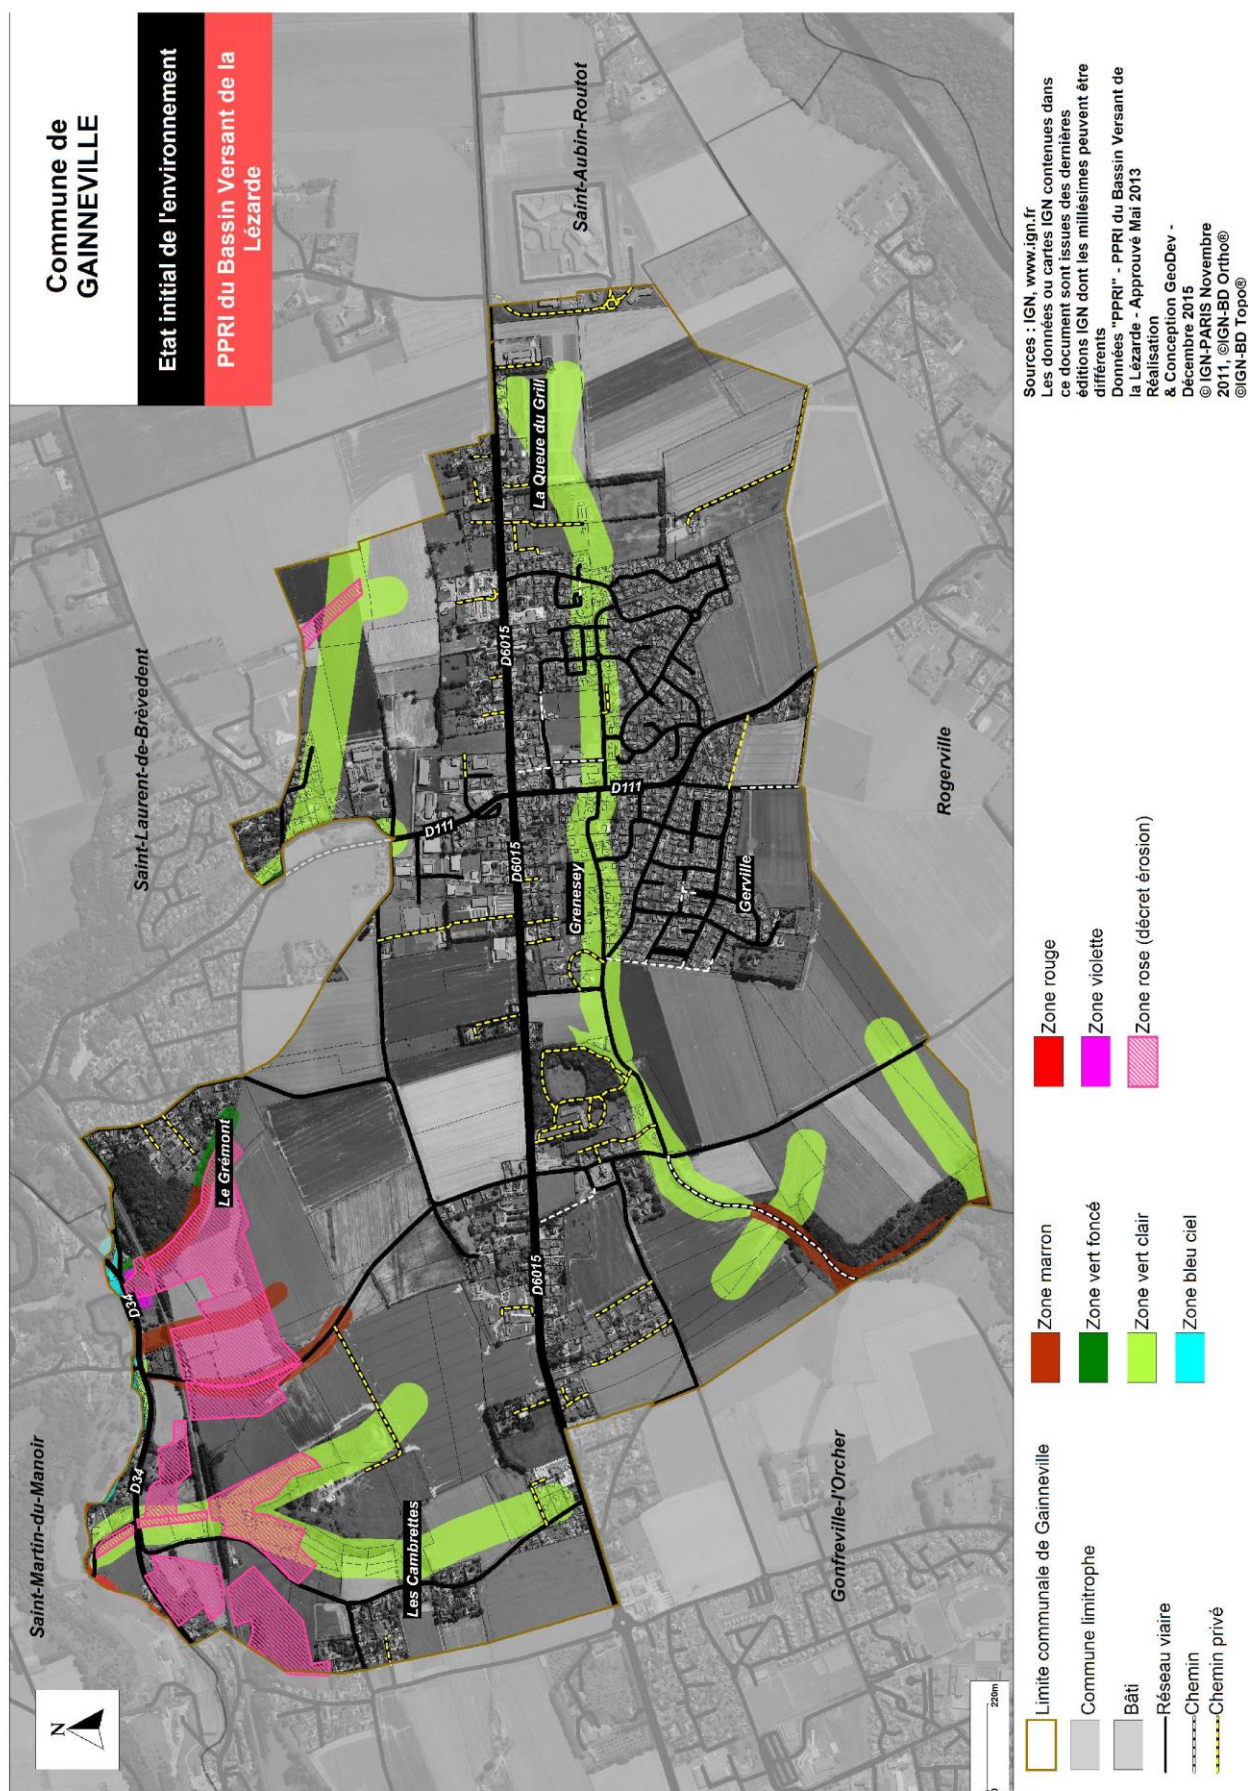 Commune de
GAINNEVILLE
Etat initial de l'environnement
PPRI du Bassin Versant de la
Lézarde
N
Saint-Martin-du-Manoir
Saint-Laurent-de-Brèvedent
Saint-Aubin-Routot
D34
D34
Le Grémont
Les Cambrettes
D111
D6015
D6015
D6015
D111
Grenesey
Gerville
La Queue du Grill
Gonfreville-l'Orcher
Rogerville
220m
Limite communale de Gainneville
Commune limitrophe
Bâti
Réseau viaire
Chemin
Chemin privé
Zone marron
Zone vert foncé
Zone vert clair
Zone bleu ciel
Zone rouge
Zone violette
Zone rose (décret érosion)
Sources : IGN, www.ign.fr
Les données ou cartes IGN contenues dans
ce document sont issues des dernières
éditions IGN dont les millésimes peuvent être
différents
Données "PPRI" - PPRI du Bassin Versant de
la Lézarde - Approuvé Mai 2013
Réalisation
& Conception GeoDev -
Décembre 2015
© IGN-PARIS Novembre
2011, ©IGN-BD Ortho®
©IGN-BD Topo®